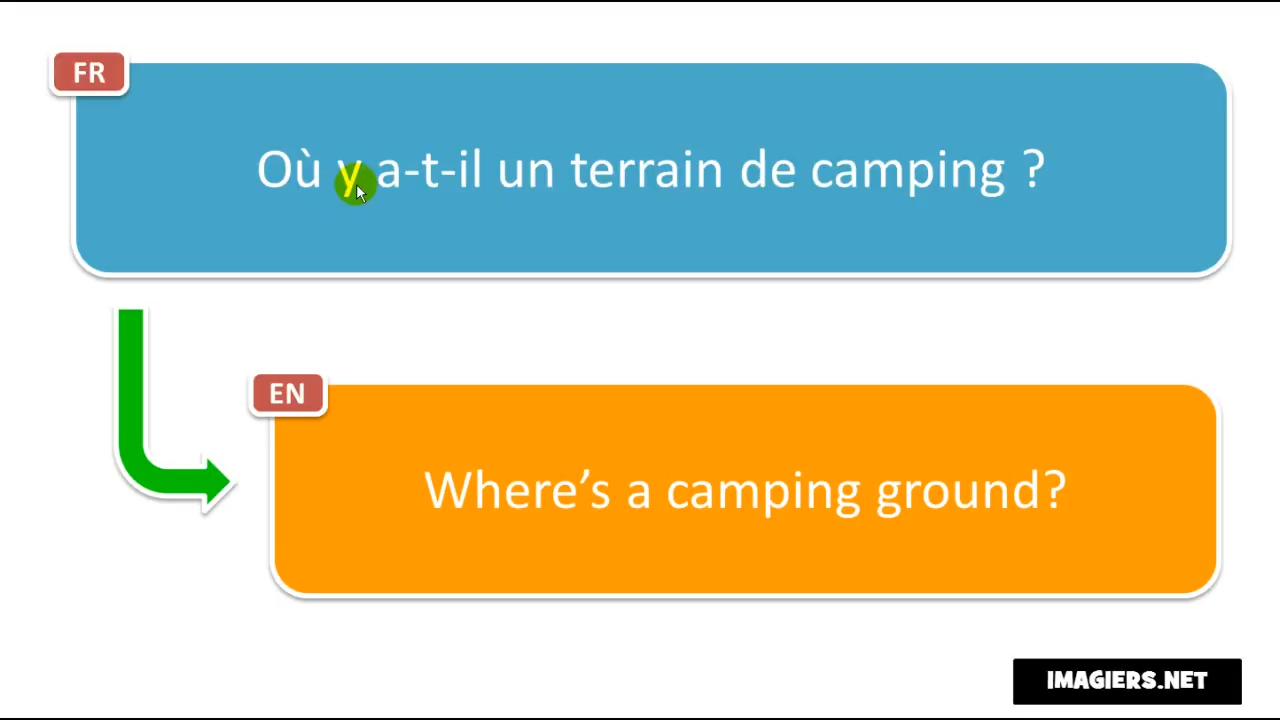 FR
Où y a-t-il un terrain de camping ?
EN
Where’s a camping ground?
IMAGIERS.NET